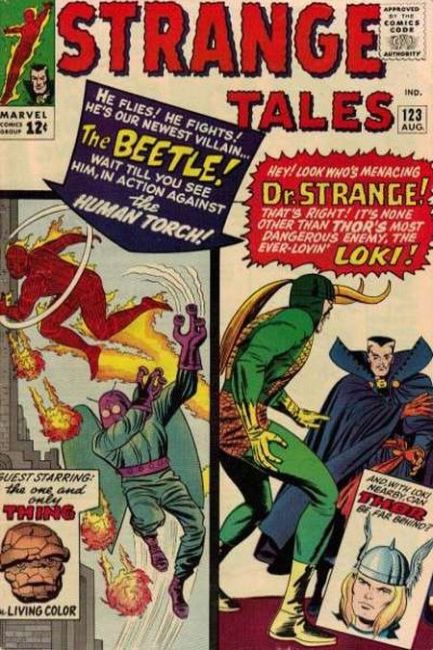 STRANGE
TALES
APPROVED
BY THE
COMICS
CODE
AUTHORITY
MARVEL
COMICS
GROUP
12¢
IND.
123
AUG.
HE FLIES! HE FIGHTS!
HE'S OUR NEWEST VILLAIN...
The BEETLE!
WAIT TILL YOU SEE
HIM, IN ACTION AGAINST
the
HUMAN TORCH!
HEY! LOOK WHO'S MENACING
DR. STRANGE!
THAT'S RIGHT! IT'S NONE
OTHER THAN THOR'S MOST
DANGEROUS ENEMY, THE
EVER-LOVIN' LOKI!
GUEST STARRING:
the one and
only
THING
LIVING COLOR
AND WITH LOKI
NEARBY, CAN
THOR
BE FAR BEHIND?